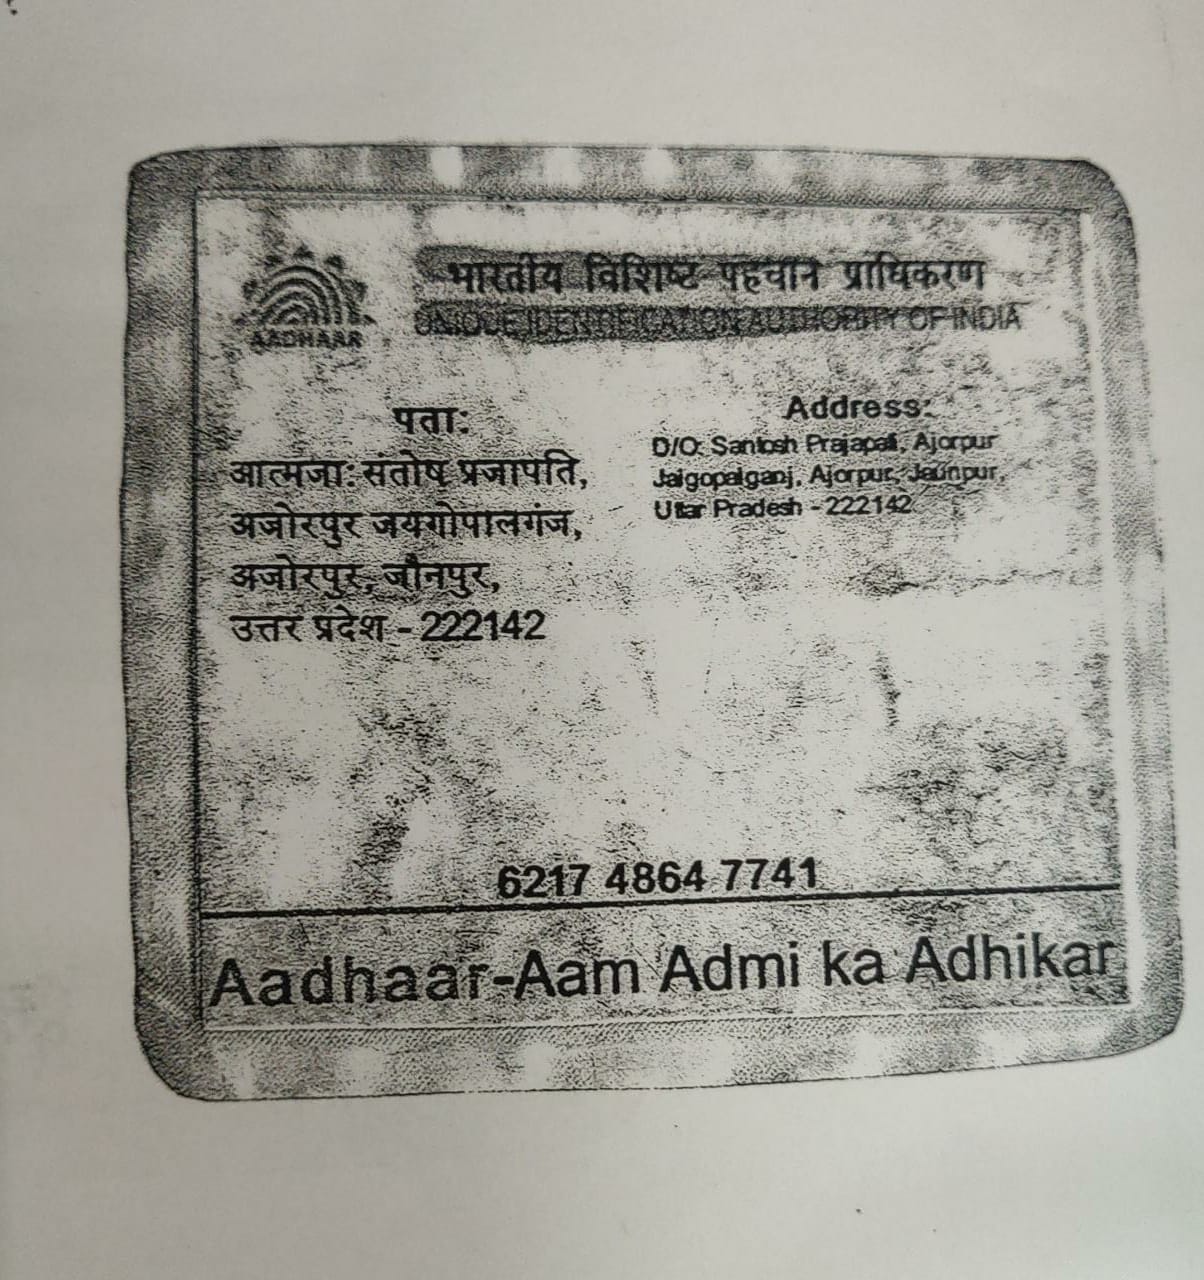 AADHAAR
भारतीय विशिष्ट पहचान प्राधिकरण
UNIQUE IDENTIFICATION AUTHORITY OF INDIA
पता:
आत्मजा: संतोष प्रजापति,
अजोरपुर जयगोपालगंज,
अजोरपुर, जौनपुर,
उत्तर प्रदेश - 222142
Address:
D/O: Santosh Prajapati, Ajorpur
Jaigopalganj, Ajorpur, Jaunpur,
Uttar Pradesh - 222142
6217 4864 7741
Aadhaar-Aam Admi ka Adhikar